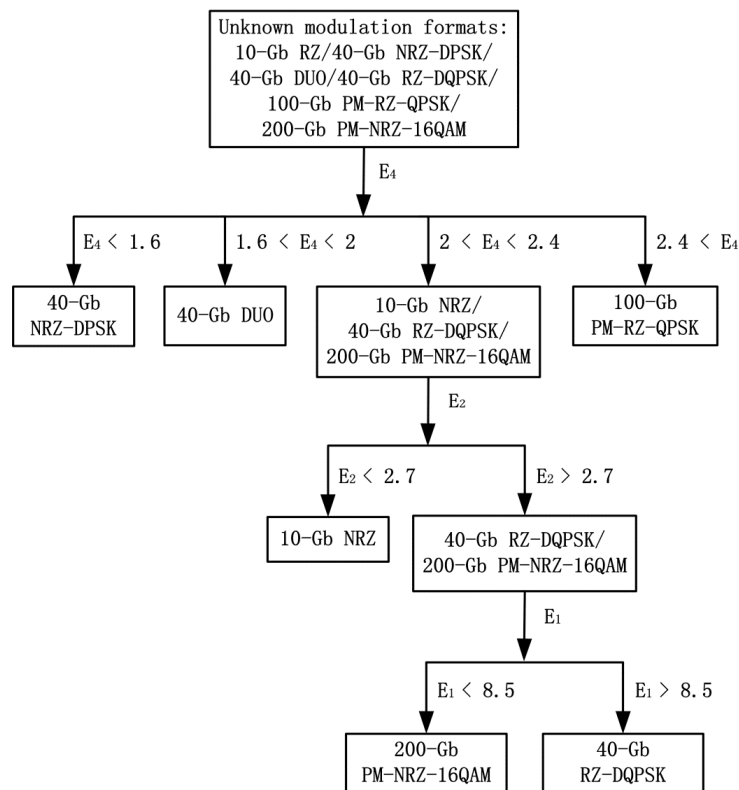 Unknown modulation formats:
10-Gb RZ/40-Gb NRZ-DPSK/
40-Gb DUO/40-Gb RZ-DQPSK/
100-Gb PM-RZ-QPSK/
200-Gb PM-NRZ-16QAM
E₄
E₄ < 1.6
1.6 < E₄ < 2
2 < E₄ < 2.4
2.4 < E₄
40-Gb
NRZ-DPSK
40-Gb DUO
10-Gb NRZ/
40-Gb RZ-DQPSK/
200-Gb PM-NRZ-16QAM
100-Gb
PM-RZ-QPSK
E₂
E₂ < 2.7
E₂ > 2.7
10-Gb NRZ
40-Gb RZ-DQPSK/
200-Gb PM-NRZ-16QAM
E₁
E₁ < 8.5
E₁ > 8.5
200-Gb
PM-NRZ-16QAM
40-Gb
RZ-DQPSK